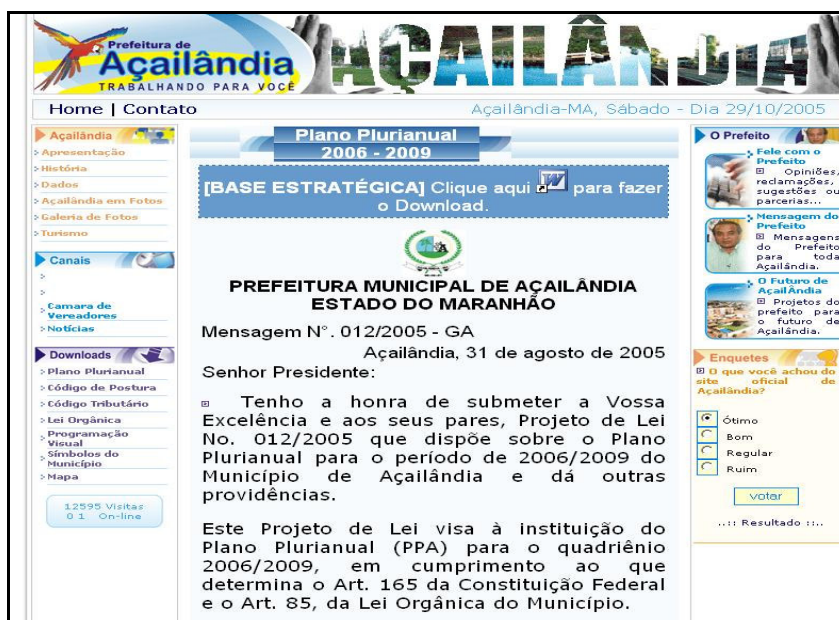 Prefeitura de
Açailândia
TRABALHANDO PARA VOCÊ
AÇAILÂNDIA
Home | Contato
Açailândia-MA, Sábado - Dia 29/10/2005
Açailândia
Apresentação
História
Dados
Açailândia em Fotos
Galeria de Fotos
Turismo
Canais
Camara de
Vereadores
Notícias
Downloads
Plano Plurianual
Código de Postura
Código Tributário
Lei Orgânica
Programação
Visual
Símbolos do
Município
Mapa
12595 Visitas
0 1 On-line
Plano Plurianual
2006 - 2009
[BASE ESTRATÉGICA] Clique aqui W para fazer
o Download.
PREFEITURA MUNICIPAL DE AÇAILÂNDIA
ESTADO DO MARANHÃO
Mensagem N°. 012/2005 - GA
Açailândia, 31 de agosto de 2005
Senhor Presidente:
Tenho a honra de submeter a Vossa
Excelência e aos seus pares, Projeto de Lei
No. 012/2005 que dispõe sobre o Plano
Plurianual para o período de 2006/2009 do
Município de Açailândia e dá outras
providências.
Este Projeto de Lei visa à instituição do
Plano Plurianual (PPA) para o quadriênio
2006/2009, em cumprimento ao que
determina o Art. 165 da Constituição Federal
e o Art. 85, da Lei Orgânica do Município.
O Prefeito
Fele com o
Prefeito
Opiniões,
reclamações,
sugestões ou
parcerias...
Mensagem do
Prefeito
Mensagens
do Prefeito
para toda
Açailândia.
O Futuro de
AçailÂndia
Projetos do
prefeito para
o futuro de
Açailândia.
Enquetes
O que você achou do
site oficial de
Açailândia?
Ótimo
Bom
Regular
Ruim
votar
..:: Resultado ::..